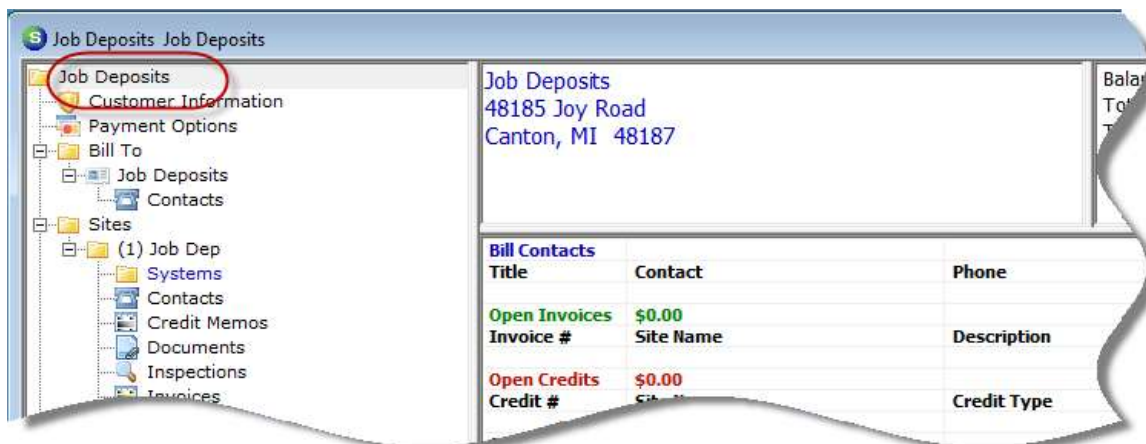 S Job Deposits Job Deposits
Job Deposits
Customer Information
Payment Options
Bill To
Job Deposits
Contacts
Sites
(1) Job Dep
Systems
Contacts
Credit Memos
Documents
Inspections
Invoices
Job Deposits
48185 Joy Road
Canton, MI 48187
Bill Contacts
Title Contact Phone
Open Invoices $0.00
Invoice # Site Name Description
Open Credits $0.00
Credit # Credit Type